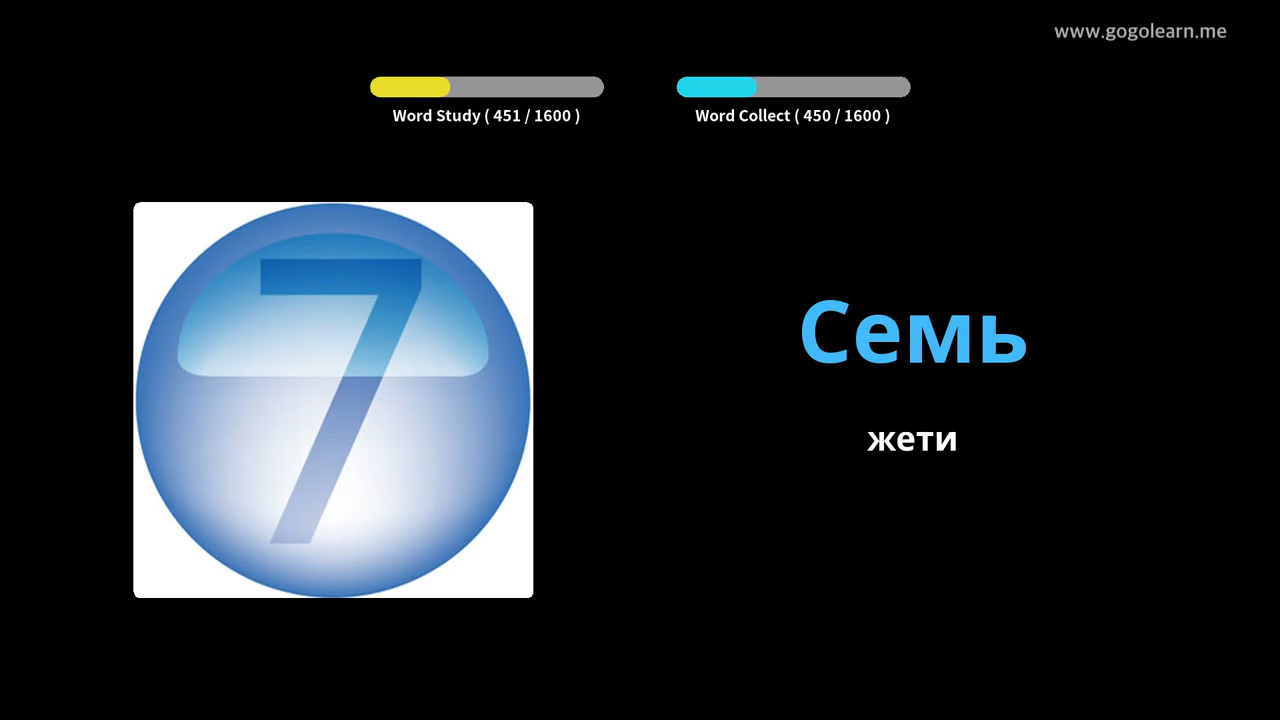 www.gogolearn.me
Word Study ( 451 / 1600 )
Word Collect ( 450 / 1600 )
7
Семь
жети